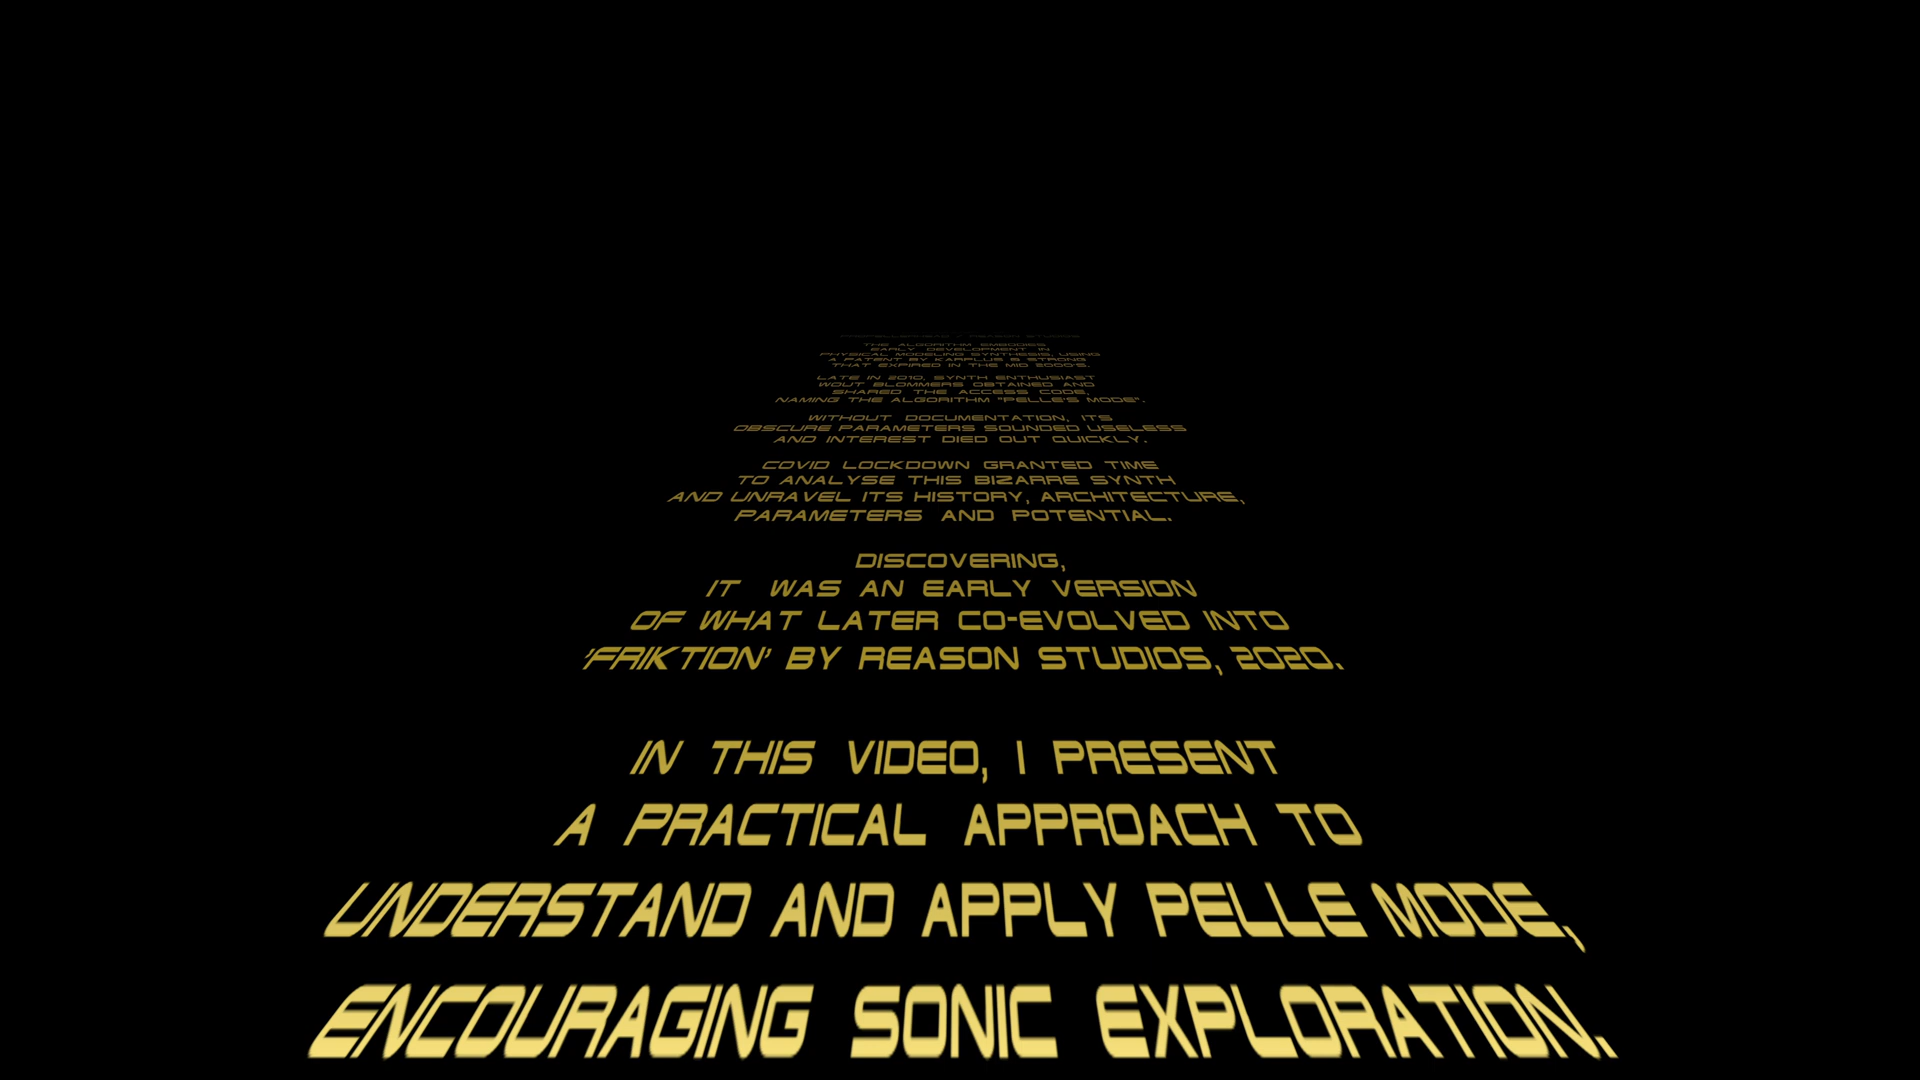 PROPELLERHEAD / REASON STUDIOS
THE ALGORITHM EMBODIES
EARLY DEVELOPMENT IN
PHYSICAL MODELING SYNTHESIS, USING
A PATENT BY KARPLUS & STRONG
THAT EXPIRED IN THE MID 2000'S.
LATE IN 2010, SYNTH ENTHUSIAST
WOUT BLOMMERS OBTAINED AND
SHARED THE ACCESS CODE,
NAMING THE ALGORITHM "PELLE'S MODE".
WITHOUT DOCUMENTATION, ITS
OBSCURE PARAMETERS SOUNDED USELESS
AND INTEREST DIED OUT QUICKLY.
COVID LOCKDOWN GRANTED TIME
TO ANALYSE THIS BIZARRE SYNTH
AND UNRAVEL ITS HISTORY, ARCHITECTURE,
PARAMETERS AND POTENTIAL.
DISCOVERING,
IT WAS AN EARLY VERSION
OF WHAT LATER CO-EVOLVED INTO
'FRIKTION' BY REASON STUDIOS, 2020.
IN THIS VIDEO, I PRESENT
A PRACTICAL APPROACH TO
UNDERSTAND AND APPLY PELLE MODE,
ENCOURAGING SONIC EXPLORATION.